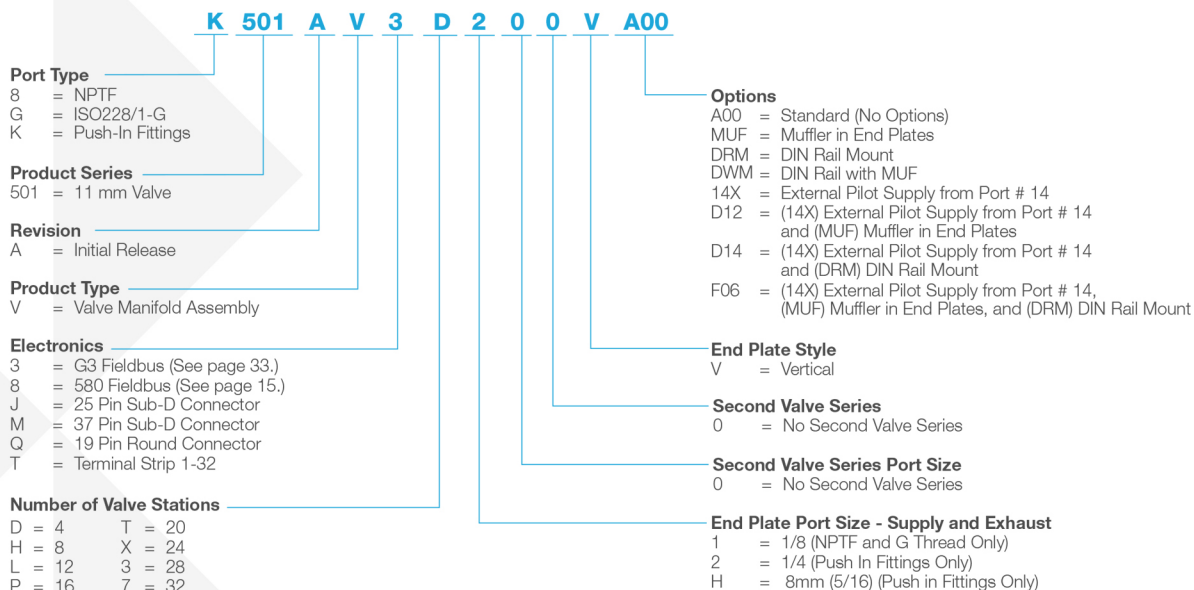 K 501 A V 3 D 2 0 0 V A00
Port Type
8 = NPTF
G = ISO228/1-G
K = Push-In Fittings
Product Series
501 = 11 mm Valve
Revision
A = Initial Release
Product Type
V = Valve Manifold Assembly
Electronics
3 = G3 Fieldbus (See page 33.)
8 = 580 Fieldbus (See page 15.)
J = 25 Pin Sub-D Connector
M = 37 Pin Sub-D Connector
Q = 19 Pin Round Connector
T = Terminal Strip 1-32
Number of Valve Stations
D = 4 T = 20
H = 8 X = 24
L = 12 3 = 28
P = 16 7 = 32
Options
A00 = Standard (No Options)
MUF = Muffler in End Plates
DRM = DIN Rail Mount
DWM = DIN Rail with MUF
14X = External Pilot Supply from Port # 14
D12 = (14X) External Pilot Supply from Port # 14
and (MUF) Muffler in End Plates
D14 = (14X) External Pilot Supply from Port # 14
and (DRM) DIN Rail Mount
F06 = (14X) External Pilot Supply from Port # 14,
(MUF) Muffler in End Plates, and (DRM) DIN Rail Mount
End Plate Style
V = Vertical
Second Valve Series
0 = No Second Valve Series
Second Valve Series Port Size
0 = No Second Valve Series
End Plate Port Size - Supply and Exhaust
1 = 1/8 (NPTF and G Thread Only)
2 = 1/4 (Push In Fittings Only)
H = 8mm (5/16) (Push in Fittings Only)